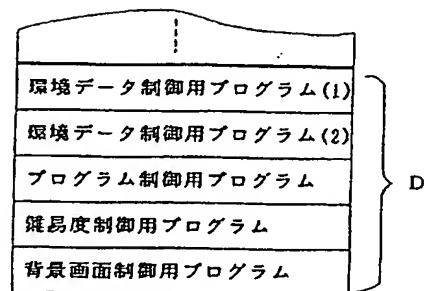 環境データ制御用プログラム(1)
環境データ制御用プログラム(2)
プログラム制御用プログラム
難易度制御用プログラム
背景画面制御用プログラム
D